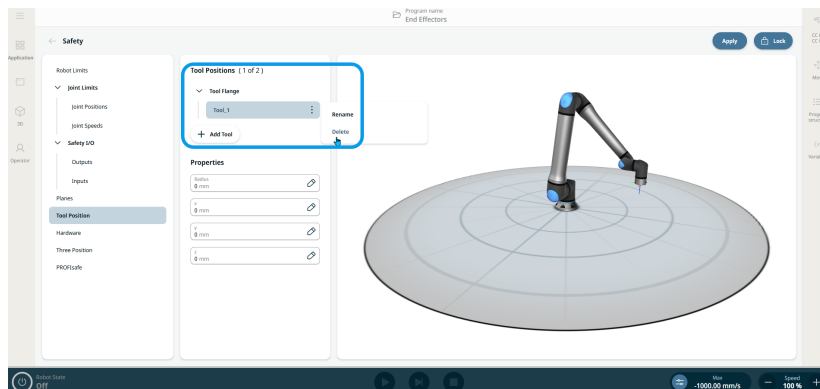 Program name
End Effectors
Safety
Apply
Lock
Application
3D
Operator
Robot Limits
Joint Limits
Joint Positions
Joint Speeds
Safety I/O
Outputs
Inputs
Planes
Tool Position
Hardware
Three Position
PROFIsafe
Tool Positions ( 1 of 2 )
Tool Flange
Tool_1
Rename
Delete
+ Add Tool
Properties
Radius
0 mm
X
0 mm
Y
0 mm
Z
0 mm
Robot State
Off
Max
-1000.00 mm/s
Speed
100 %